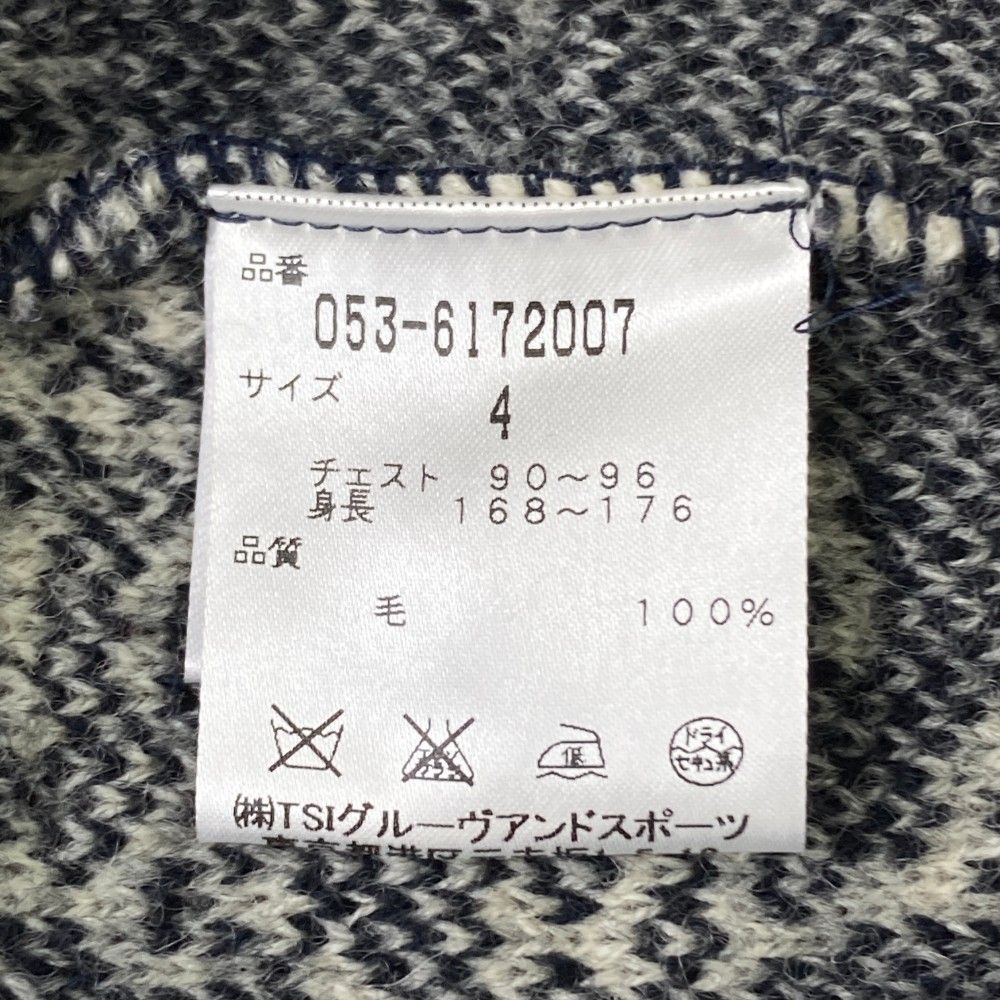 品番
053-6172007
サイズ
4
チェスト 90〜96
身長 168〜176
品質
毛 100%
低
ドライ
セキユ系
㈱TSIグルーヴアンドスポーツ